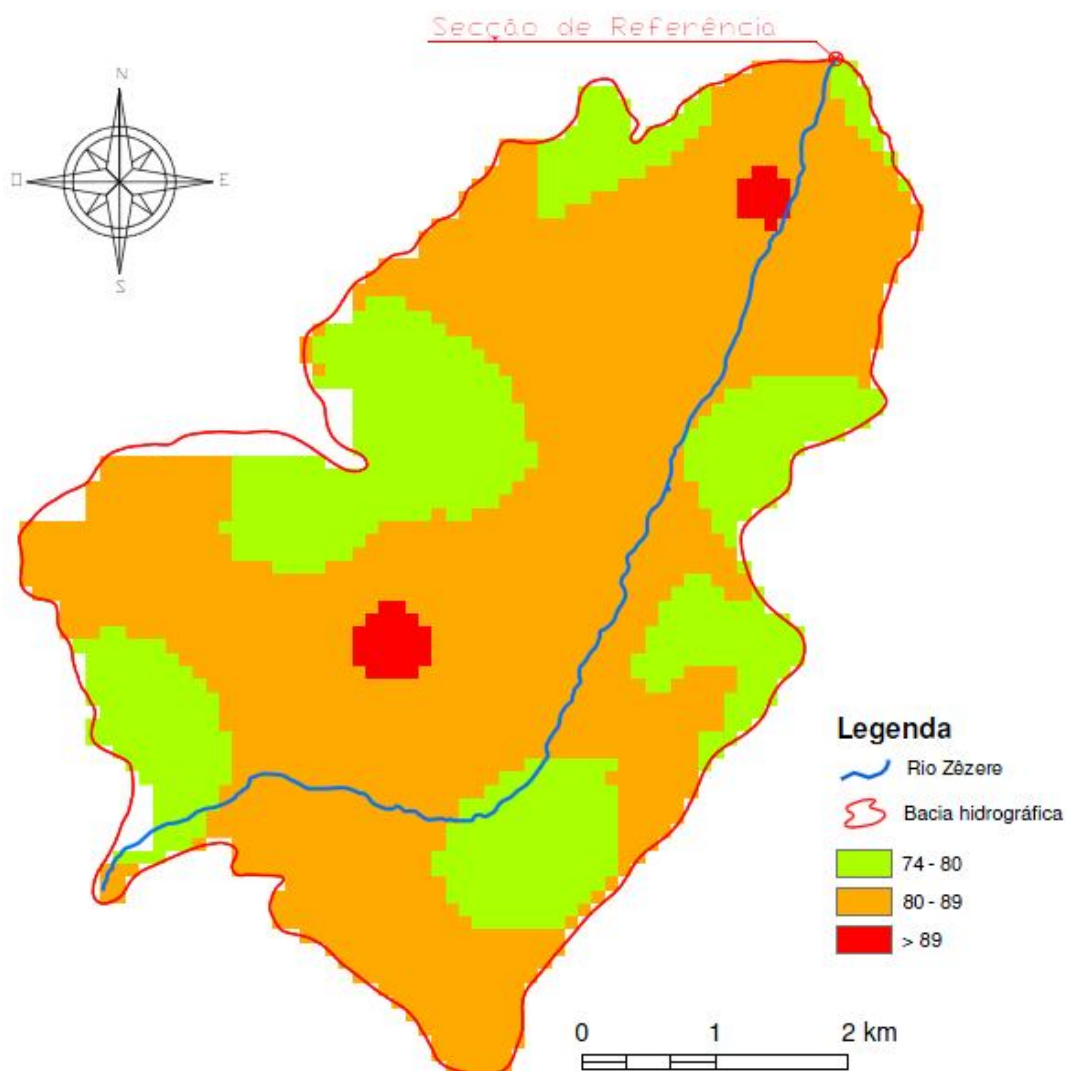 Secção de Referência
N
O E
S
Legenda
Rio Zêzere
Bacia hidrográfica
74 - 80
80 - 89
> 89
0 1 2 km